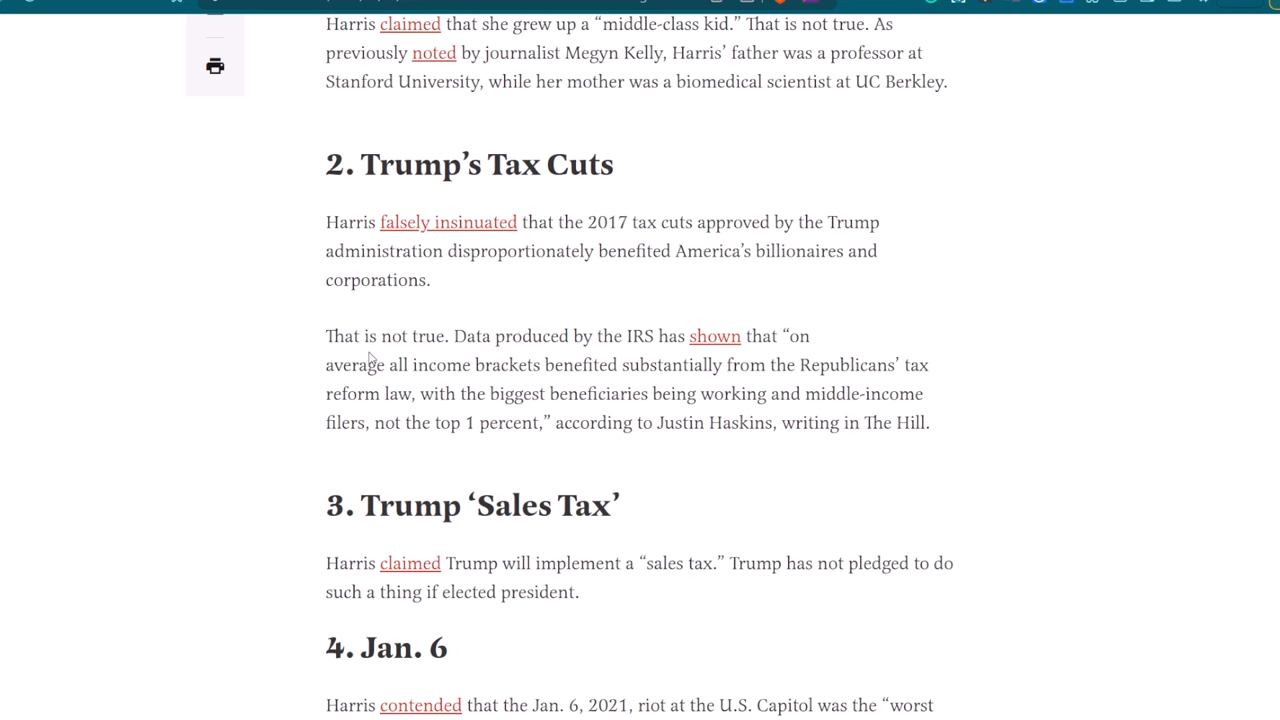 Harris claimed that she grew up a “middle-class kid.” That is not true. As
previously noted by journalist Megyn Kelly, Harris’ father was a professor at
Stanford University, while her mother was a biomedical scientist at UC Berkley.
2. Trump’s Tax Cuts
Harris falsely insinuated that the 2017 tax cuts approved by the Trump
administration disproportionately benefited America’s billionaires and
corporations.
That is not true. Data produced by the IRS has shown that “on
average all income brackets benefited substantially from the Republicans’ tax
reform law, with the biggest beneficiaries being working and middle-income
filers, not the top 1 percent,” according to Justin Haskins, writing in The Hill.
3. Trump ‘Sales Tax’
Harris claimed Trump will implement a “sales tax.” Trump has not pledged to do
such a thing if elected president.
4. Jan. 6
Harris contended that the Jan. 6, 2021, riot at the U.S. Capitol was the “worst